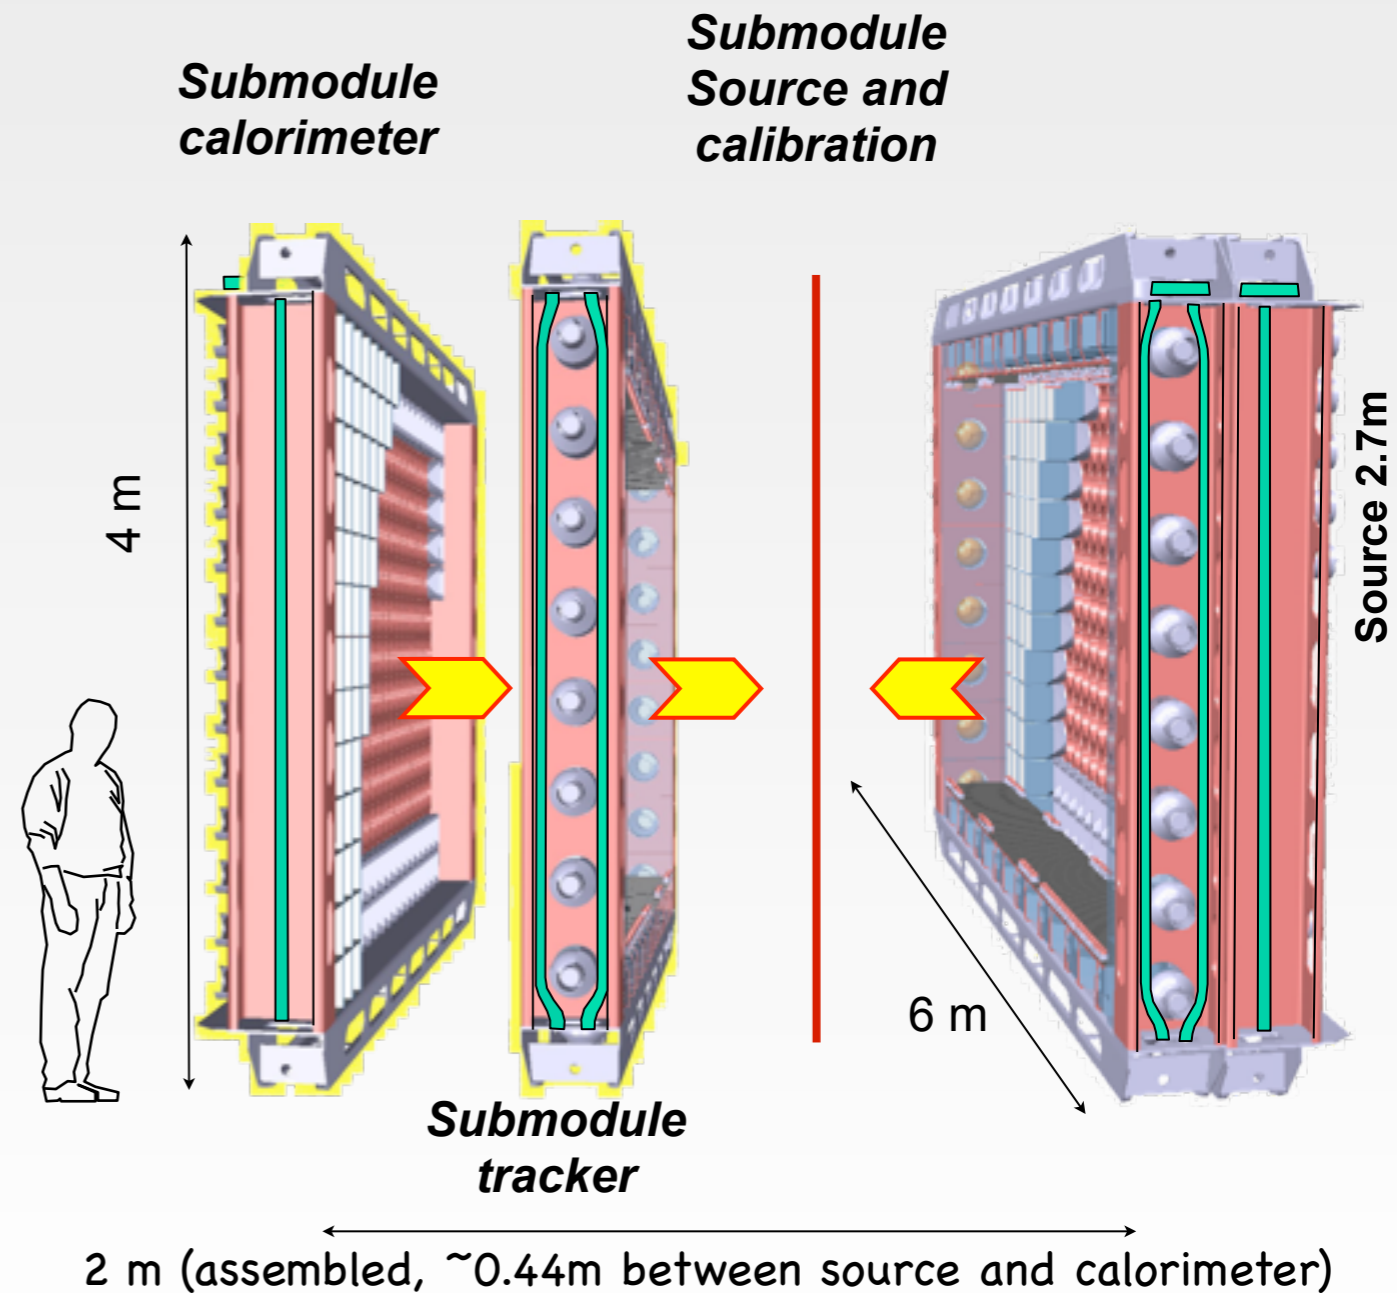 Submodule
calorimeter
Submodule
Source and
calibration
4 m
Source 2.7m
6 m
Submodule
tracker
2 m (assembled, ~0.44m between source and calorimeter)